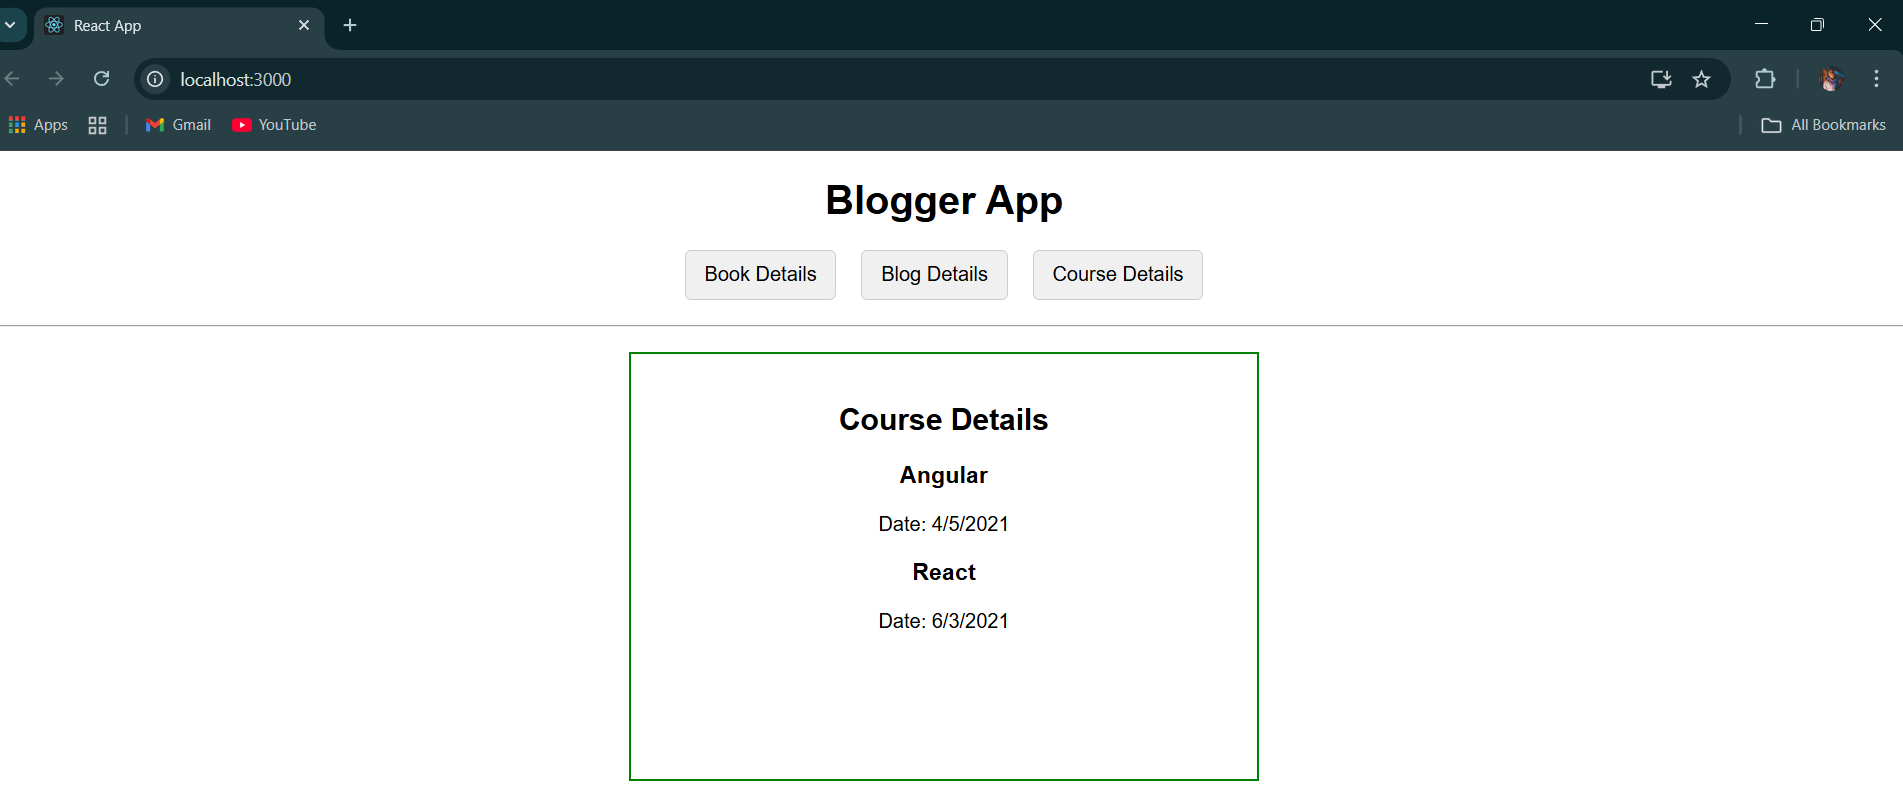 React App
localhost:3000
Apps Gmail YouTube All Bookmarks
Blogger App
Book Details Blog Details Course Details
Course Details
Angular
Date: 4/5/2021
React
Date: 6/3/2021